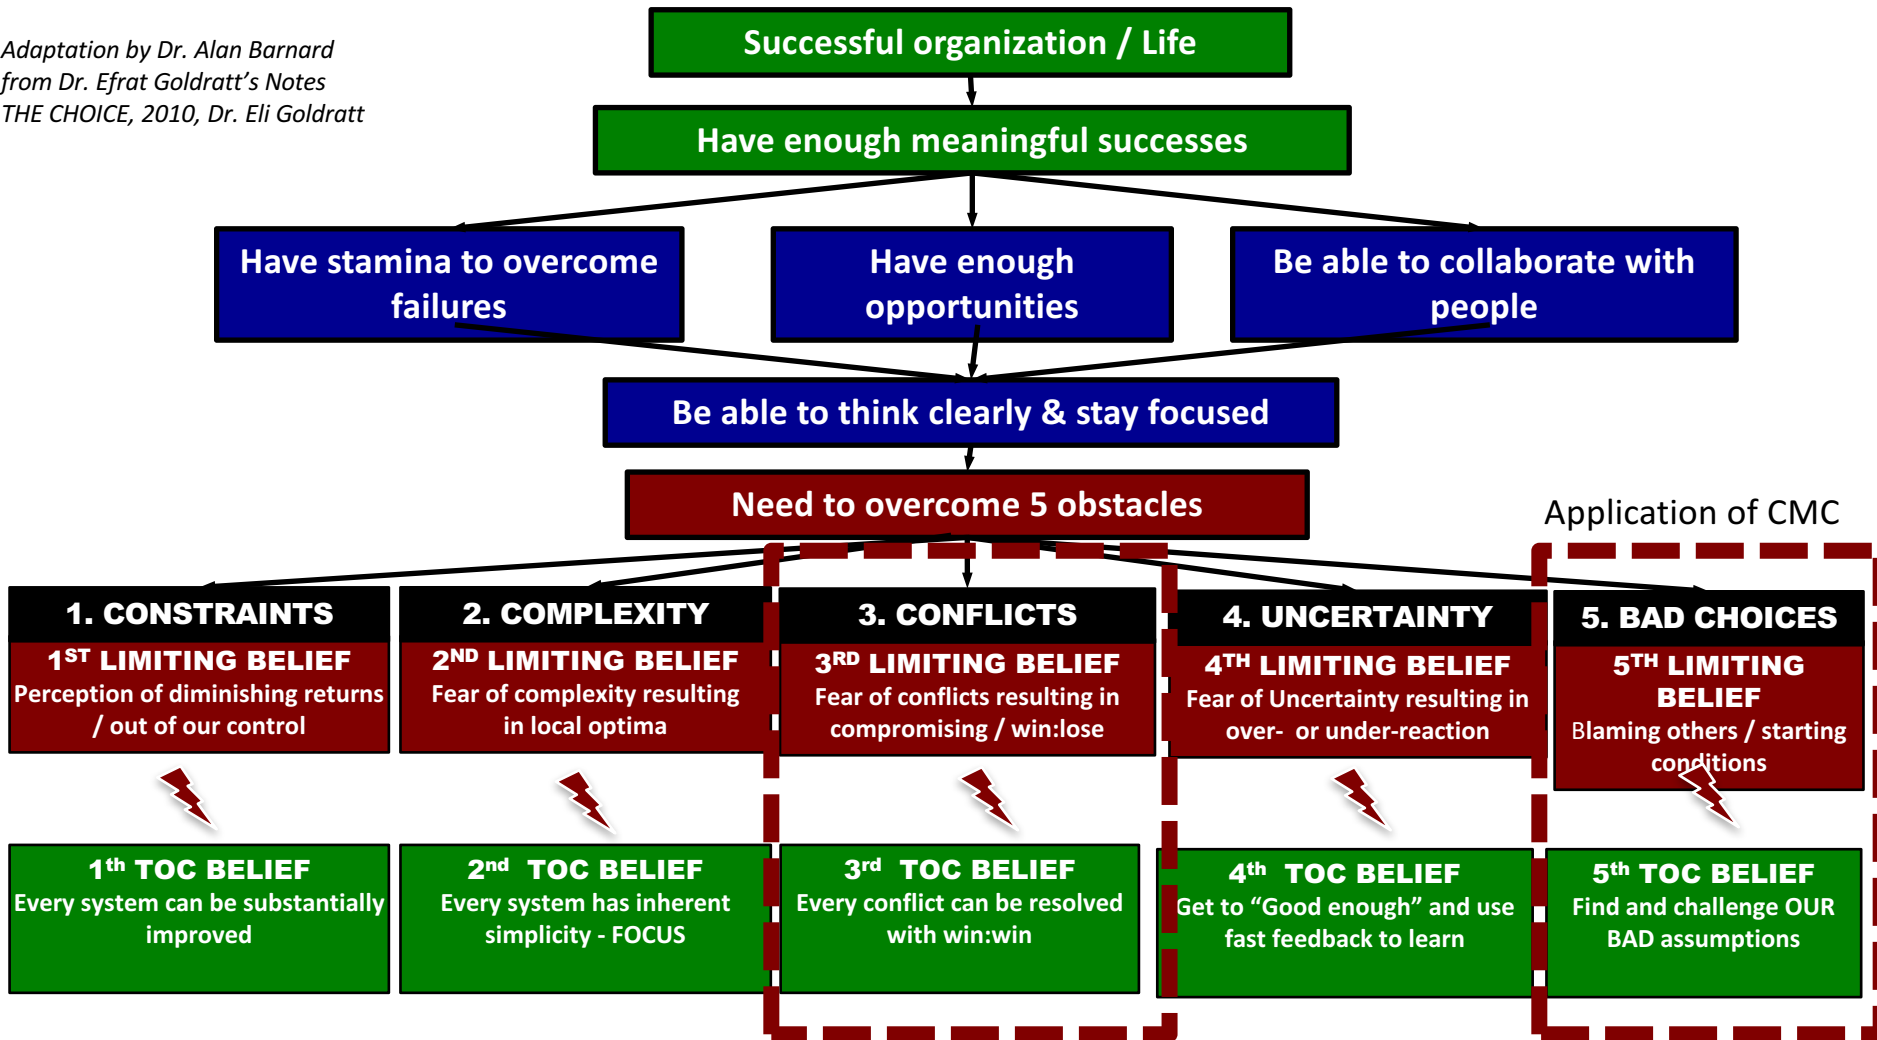 Adaptation by Dr. Alan Barnard
from Dr. Efrat Goldratt’s Notes
THE CHOICE, 2010, Dr. Eli Goldratt
Successful organization / Life
Have enough meaningful successes
Have stamina to overcome
failures
Have enough
opportunities
Be able to collaborate with
people
Be able to think clearly & stay focused
Need to overcome 5 obstacles
Application of CMC
1. CONSTRAINTS
1ST LIMITING BELIEF
Perception of diminishing returns
/ out of our control
2. COMPLEXITY
2ND LIMITING BELIEF
Fear of complexity resulting
in local optima
3. CONFLICTS
3RD LIMITING BELIEF
Fear of conflicts resulting in
compromising / win:lose
4. UNCERTAINTY
4TH LIMITING BELIEF
Fear of Uncertainty resulting in
over- or under-reaction
5. BAD CHOICES
5TH LIMITING
BELIEF
Blaming others / starting
conditions
1th TOC BELIEF
Every system can be substantially
improved
2nd TOC BELIEF
Every system has inherent
simplicity - FOCUS
3rd TOC BELIEF
Every conflict can be resolved
with win:win
4th TOC BELIEF
Get to “Good enough” and use
fast feedback to learn
5th TOC BELIEF
Find and challenge OUR
BAD assumptions